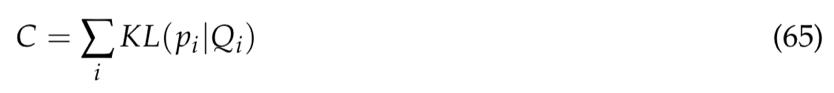 C = ∑_i KL(p_i|Q_i) (65)